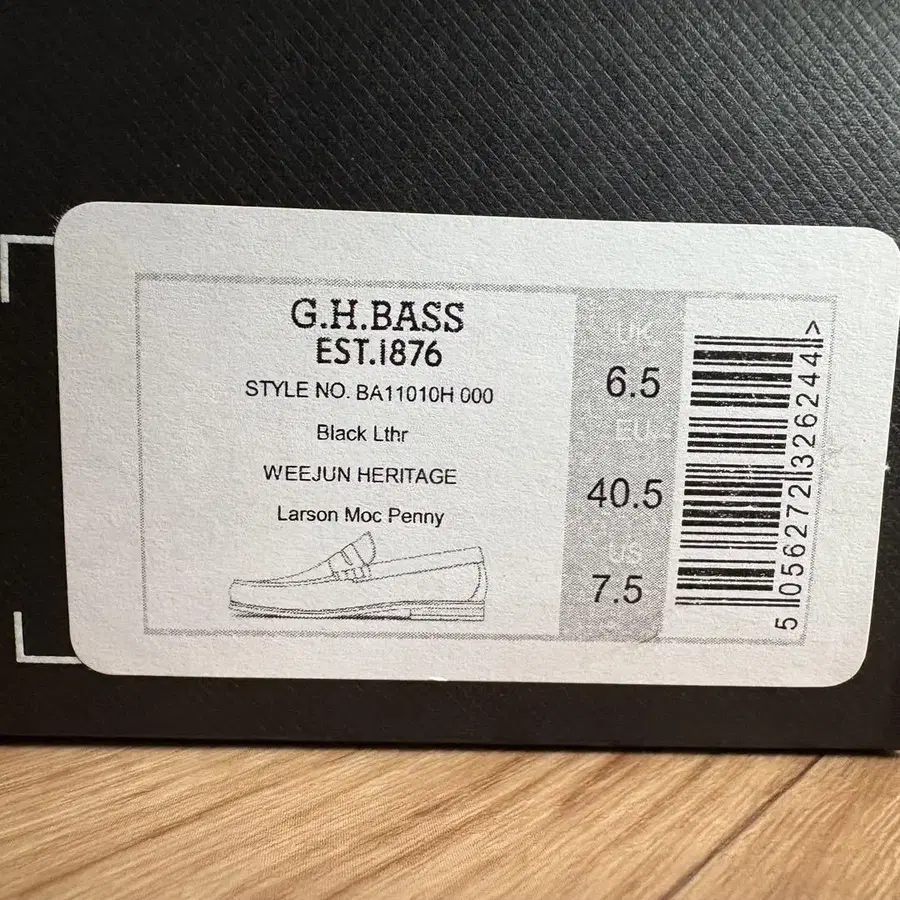 G.H.BASS
EST.1876
STYLE NO. BA11010H 000
Black Lthr
WEEJUN HERITAGE
Larson Moc Penny
UK
6.5
EU
40.5
US
7.5
5 056272 326244 >